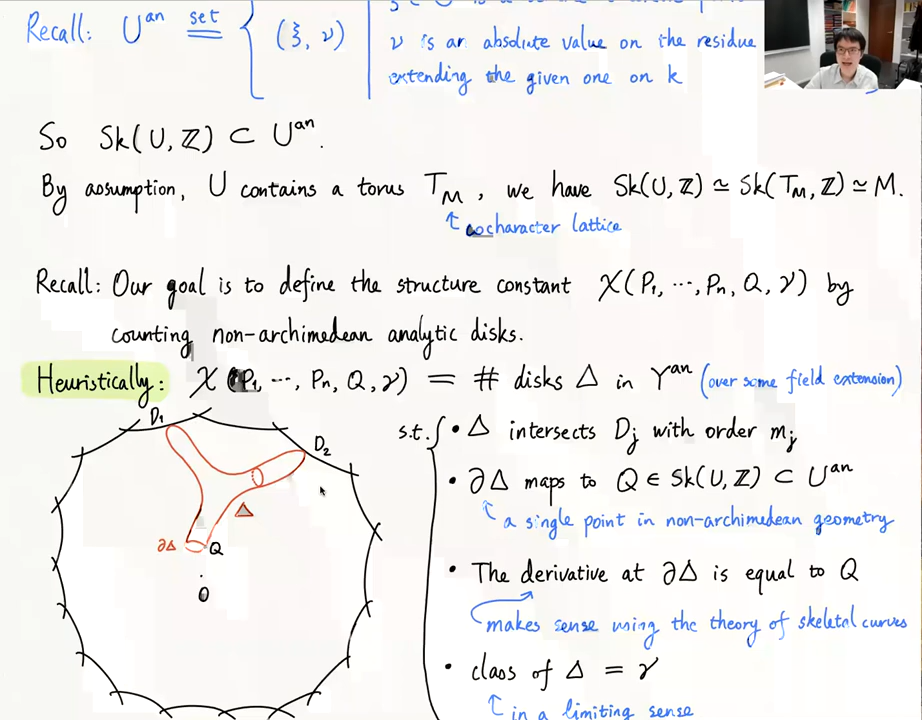 Recall: U^an set = { (ξ, ν) |
ν is an absolute value on the residue
extending the given one on k
So Sk(U, ℤ) ⊂ U^an.
By assumption, U contains a torus T_M, we have Sk(U, ℤ) ≃ Sk(T_M, ℤ) ≃ M.
↑ cocharacter lattice
Recall: Our goal is to define the structure constant χ(P₁, ⋯, Pₙ, Q, γ) by
counting non-archimedean analytic disks.
Heuristically: χ(P₁, ⋯, Pₙ, Q, γ) = # disks Δ in Y^an (over some field extension)
s.t. { • Δ intersects D_j with order m_j
• ∂Δ maps to Q ∈ Sk(U, ℤ) ⊂ U^an
↑ a single point in non-archimedean geometry
• The derivative at ∂Δ is equal to Q
makes sense using the theory of skeletal curves
• class of Δ = γ
↑ in a limiting sense
D₁
D₂
Δ
∂Δ Q
O